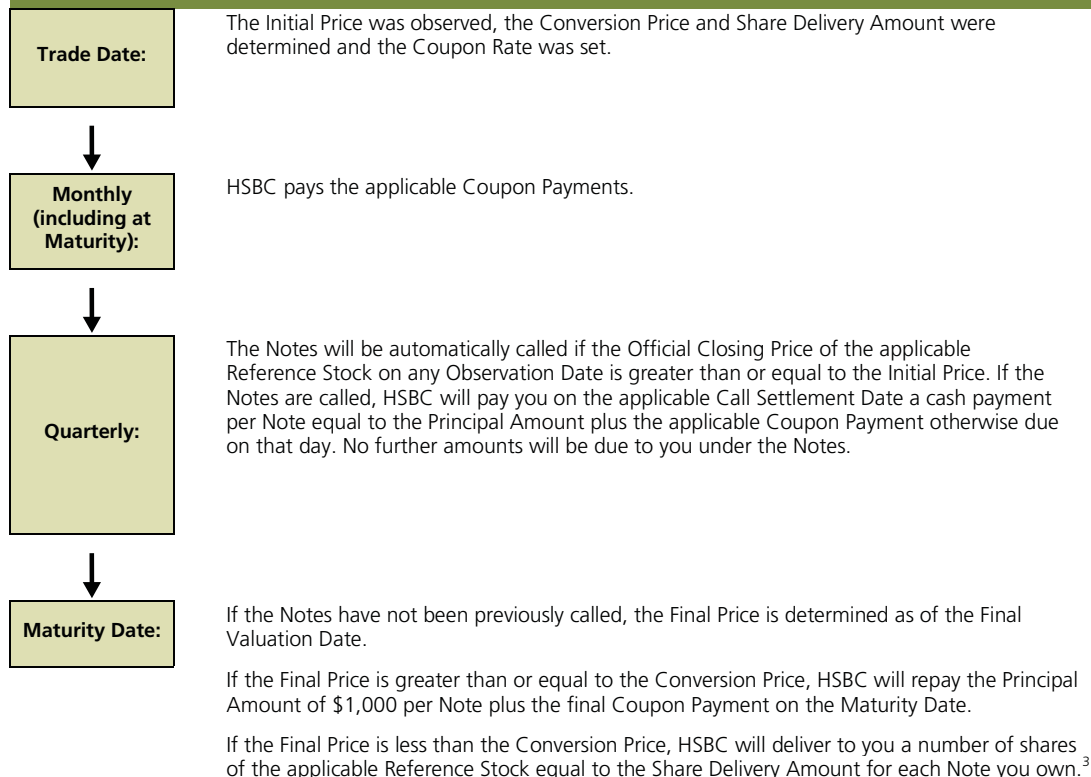 Trade Date:
The Initial Price was observed, the Conversion Price and Share Delivery Amount were
determined and the Coupon Rate was set.
Monthly
(including at
Maturity):
HSBC pays the applicable Coupon Payments.
Quarterly:
The Notes will be automatically called if the Official Closing Price of the applicable
Reference Stock on any Observation Date is greater than or equal to the Initial Price. If the
Notes are called, HSBC will pay you on the applicable Call Settlement Date a cash payment
per Note equal to the Principal Amount plus the applicable Coupon Payment otherwise due
on that day. No further amounts will be due to you under the Notes.
Maturity Date:
If the Notes have not been previously called, the Final Price is determined as of the Final
Valuation Date.
If the Final Price is greater than or equal to the Conversion Price, HSBC will repay the Principal
Amount of $1,000 per Note plus the final Coupon Payment on the Maturity Date.
If the Final Price is less than the Conversion Price, HSBC will deliver to you a number of shares
of the applicable Reference Stock equal to the Share Delivery Amount for each Note you own.3